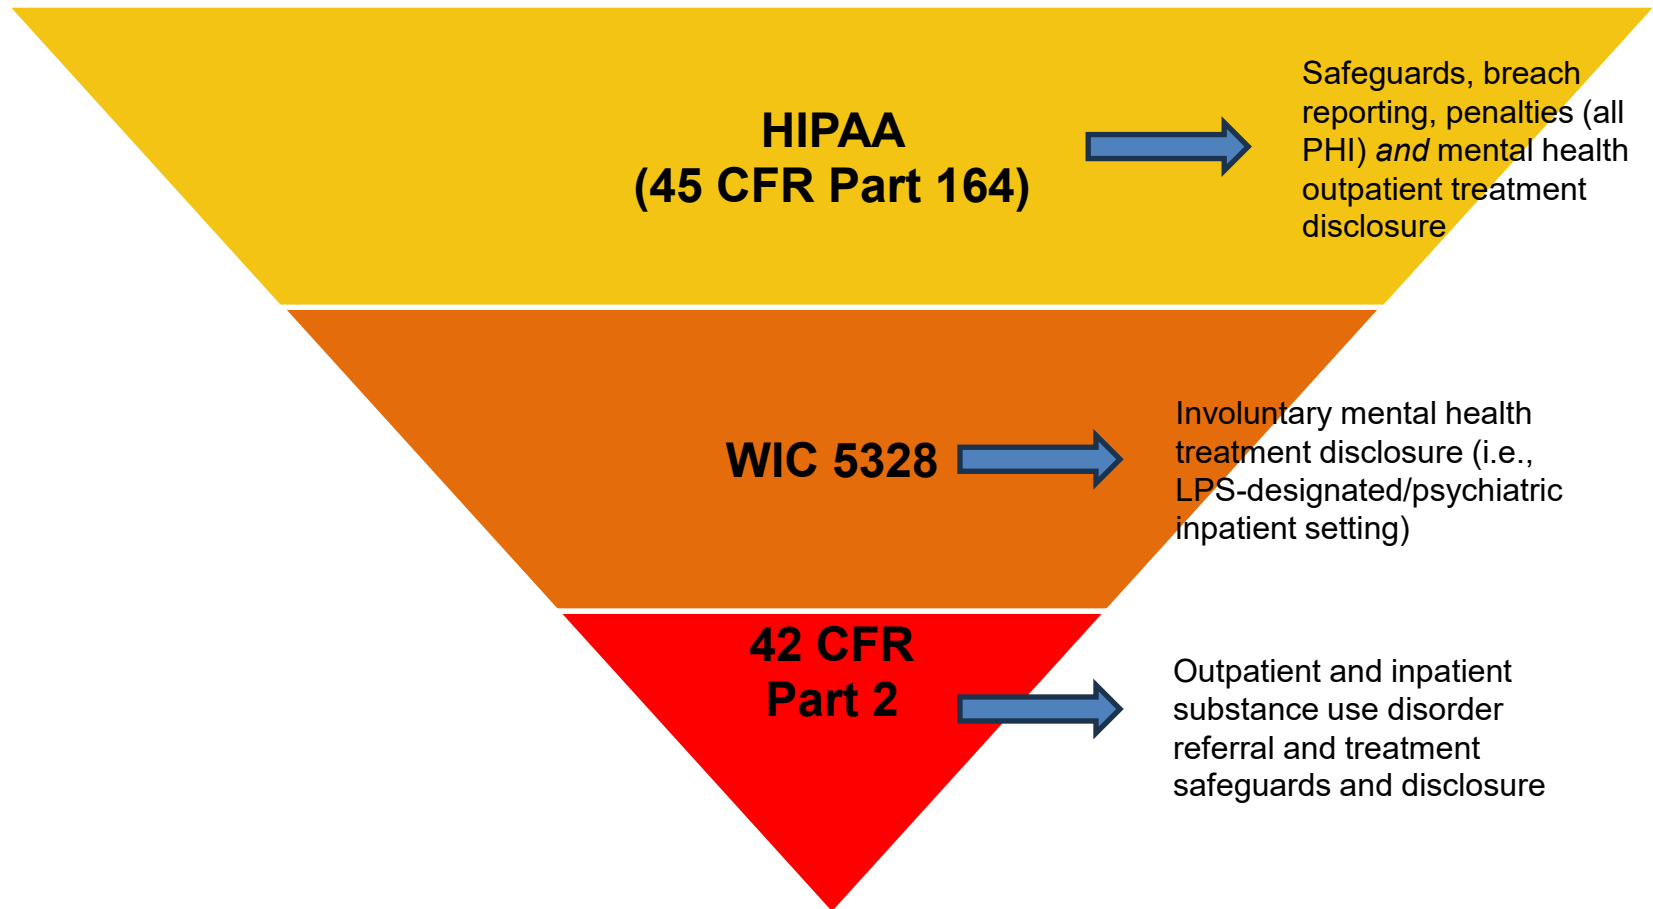 HIPAA
(45 CFR Part 164)
Safeguards, breach
reporting, penalties (all
PHI) and mental health
outpatient treatment
disclosure
WIC 5328
Involuntary mental health
treatment disclosure (i.e.,
LPS-designated/psychiatric
inpatient setting)
42 CFR
Part 2
Outpatient and inpatient
substance use disorder
referral and treatment
safeguards and disclosure